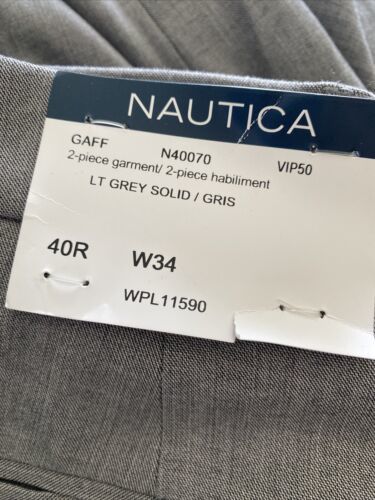 NAUTICA
GAFF N40070 VIP50
2-piece garment/ 2-piece habiliment
LT GREY SOLID / GRIS
40R W34
WPL11590